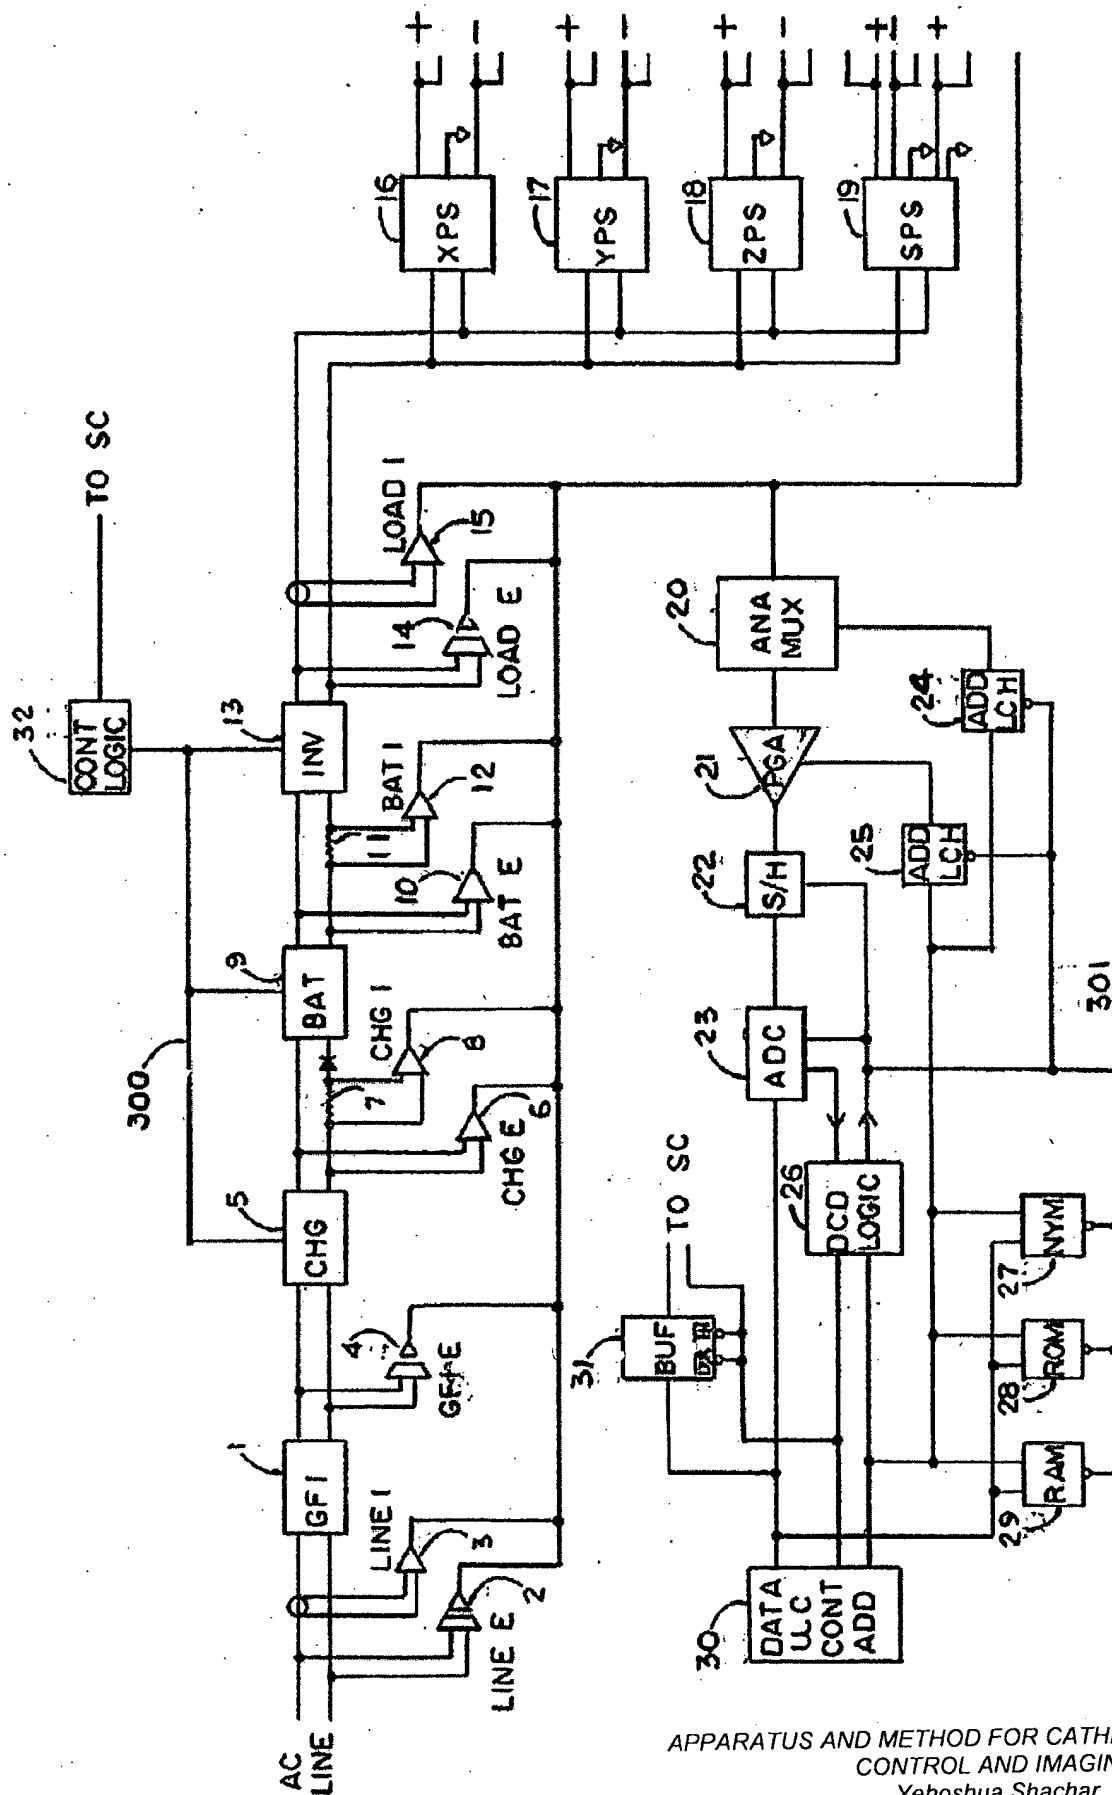 AC
LINE
LINE E
2
LINE I
3
GFI
1
GFI E
4
CHG
5
CHG E
6
7
CHG I
8
300
BAT
9
BAT E
10
11
BAT I
12
INV
13
CONT
LOGIC
32
TO SC
LOAD E
14
LOAD I
15
XPS
16
+
-
YPS
17
+
-
ZPS
18
+
-
SPS
19
+
-
+
ANA
MUX
20
PGA
21
S/H
22
ADC
23
ADD
LCH
24
ADD
LCH
25
DCD
LOGIC
26
BUF
31
TO SC
NYM
27
ROM
28
RAM
29
DATA
UC
CONT
ADD
30
301
APPARATUS AND METHOD FOR CATH
CONTROL AND IMAGIN
Yehoshua Shachar